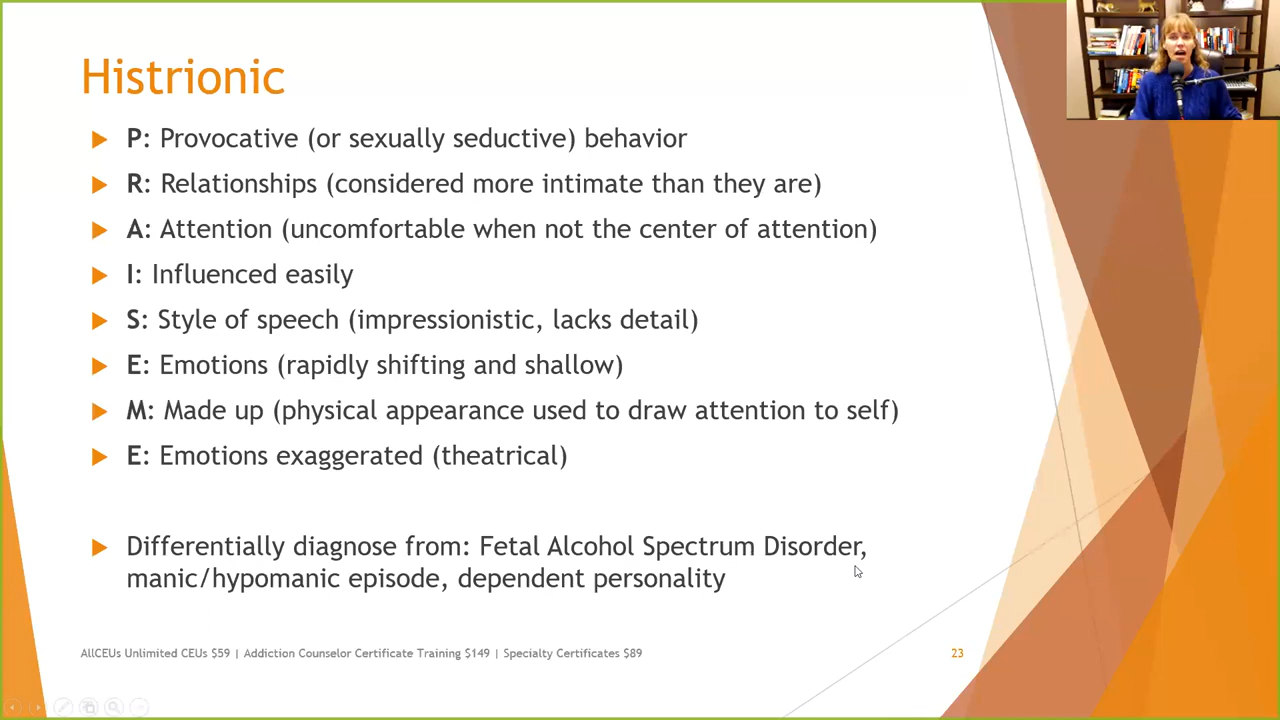 Histrionic
P: Provocative (or sexually seductive) behavior
R: Relationships (considered more intimate than they are)
A: Attention (uncomfortable when not the center of attention)
I: Influenced easily
S: Style of speech (impressionistic, lacks detail)
E: Emotions (rapidly shifting and shallow)
M: Made up (physical appearance used to draw attention to self)
E: Emotions exaggerated (theatrical)
Differentially diagnose from: Fetal Alcohol Spectrum Disorder,
manic/hypomanic episode, dependent personality
AllCEUs Unlimited CEUs $59 | Addiction Counselor Certificate Training $149 | Specialty Certificates $89
23